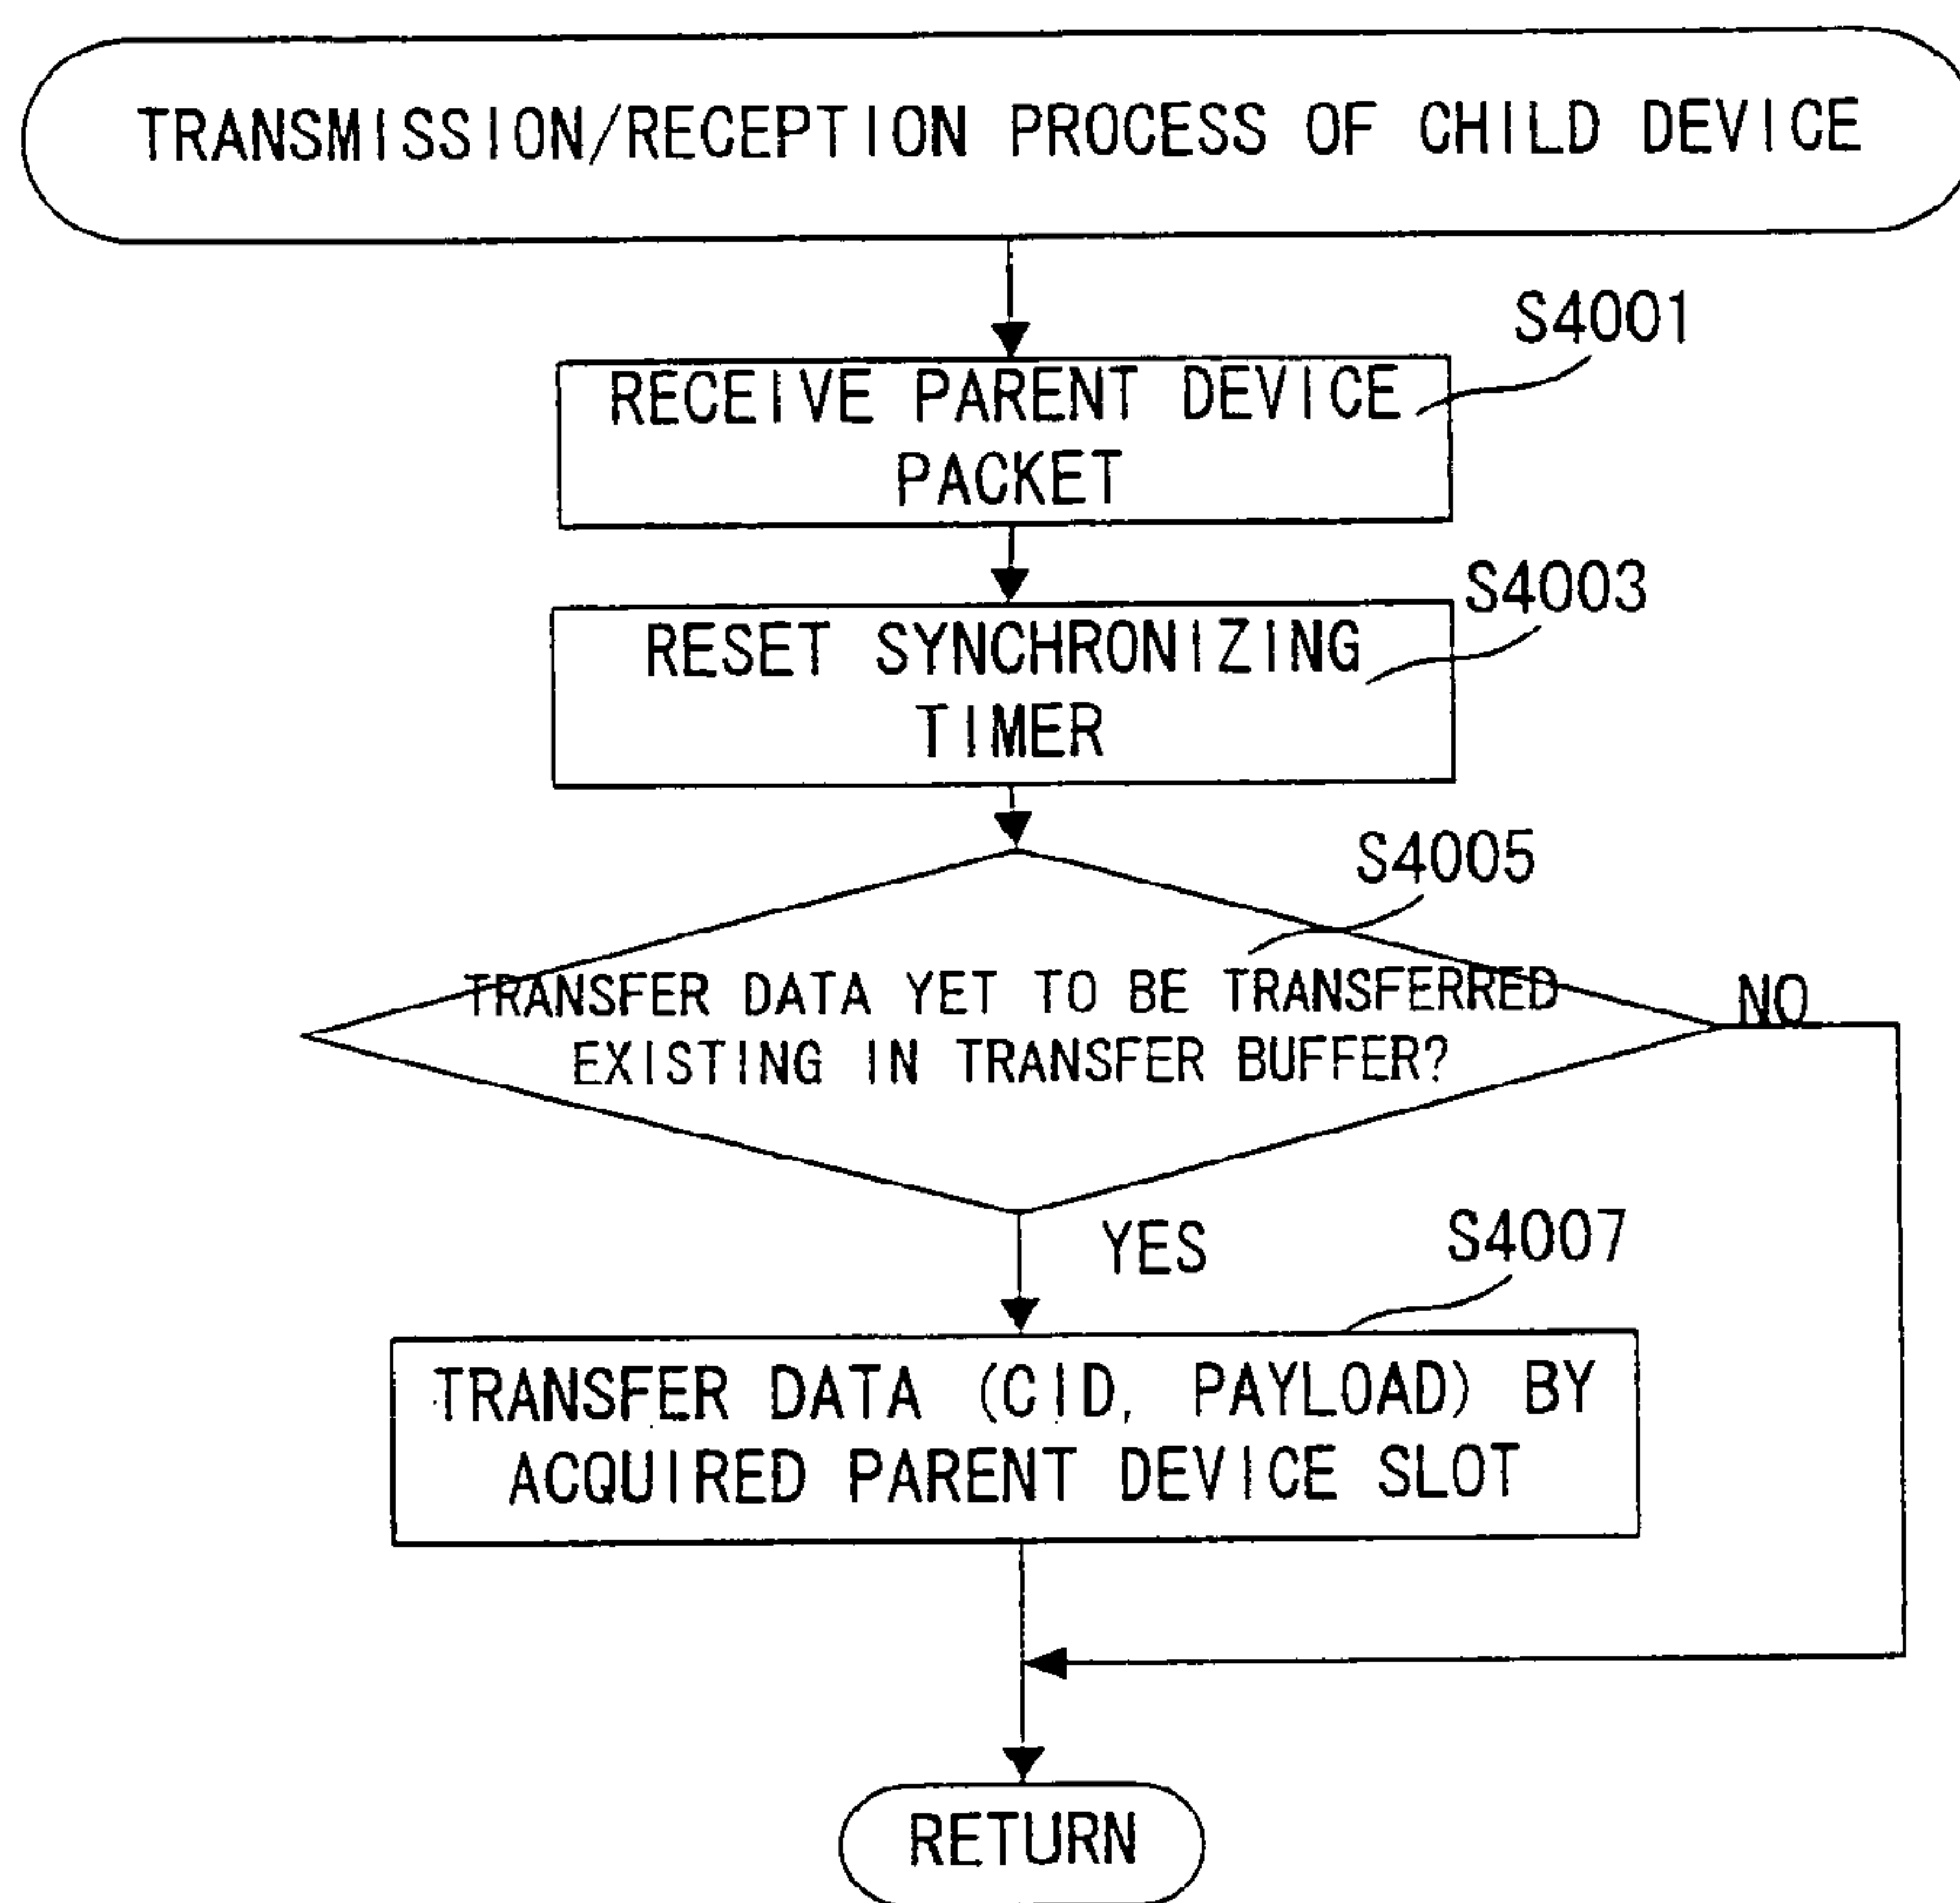 TRANSMISSION/RECEPTION PROCESS OF CHILD DEVICE
S4001
RECEIVE PARENT DEVICE
PACKET
S4003
RESET SYNCHRONIZING
TIMER
S4005
TRANSFER DATA YET TO BE TRANSFERRED
EXISTING IN TRANSFER BUFFER?
NO
YES
S4007
TRANSFER DATA (CID, PAYLOAD) BY
ACQUIRED PARENT DEVICE SLOT
RETURN